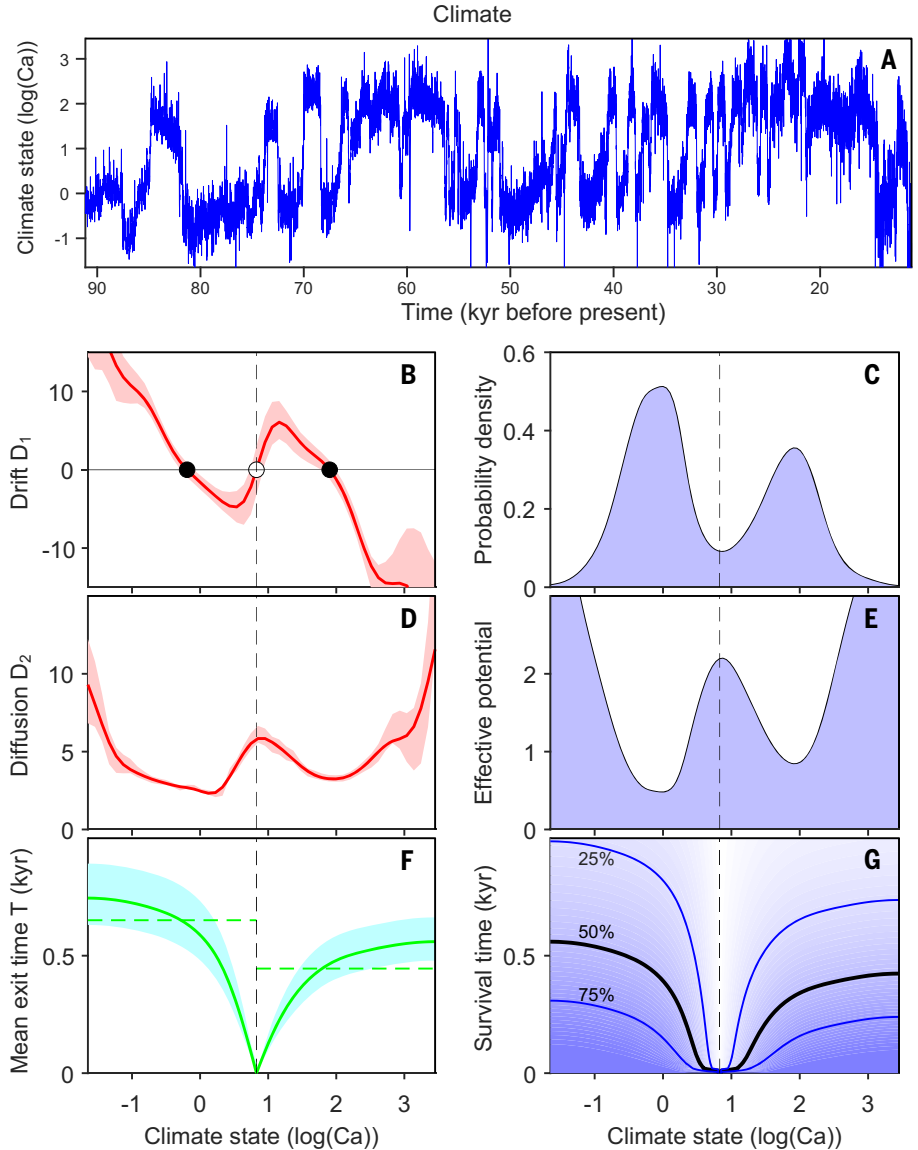 Climate
Climate state (log(Ca))
A
3
2
1
0
-1
90
80
70
60
50
40
30
20
Time (kyr before present)
Drift D1
B
10
0
-10
Probability density
C
0.6
0.4
0.2
0
Diffusion D2
D
10
5
0
Effective potential
E
2
1
0
Mean exit time T (kyr)
F
0.5
0
-1
0
1
2
3
Climate state (log(Ca))
Survival time (kyr)
G
25%
50%
75%
0.5
0
-1
0
1
2
3
Climate state (log(Ca))